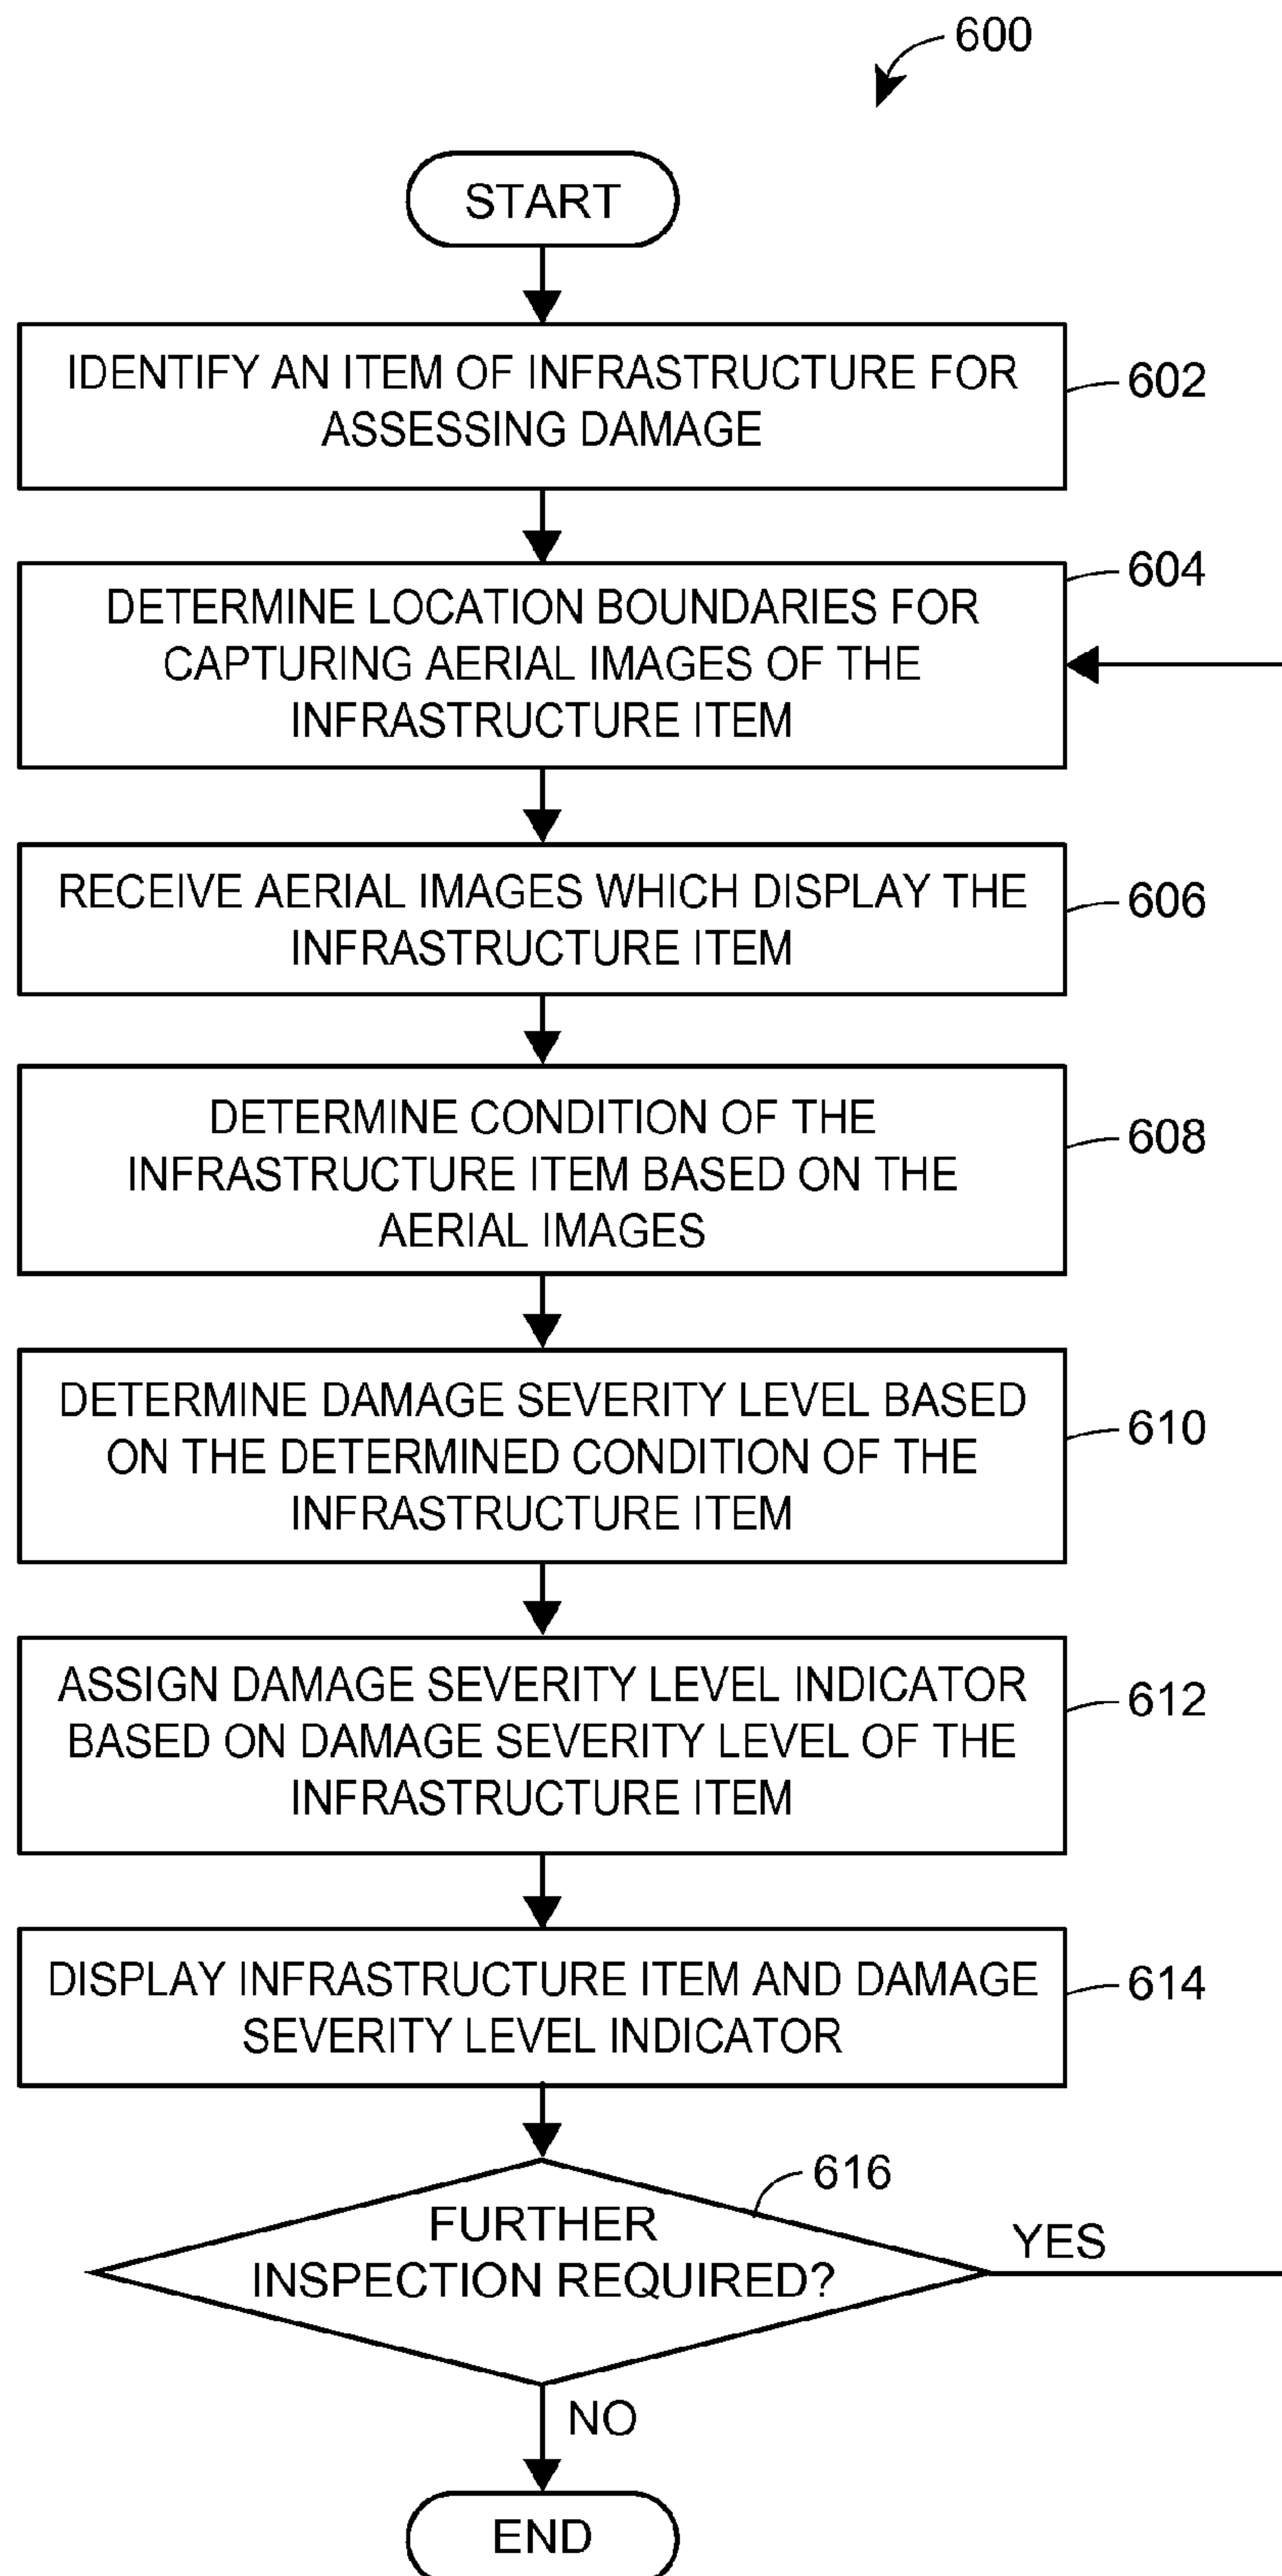 600
START
IDENTIFY AN ITEM OF INFRASTRUCTURE FOR
ASSESSING DAMAGE
602
DETERMINE LOCATION BOUNDARIES FOR
CAPTURING AERIAL IMAGES OF THE
INFRASTRUCTURE ITEM
604
RECEIVE AERIAL IMAGES WHICH DISPLAY THE
INFRASTRUCTURE ITEM
606
DETERMINE CONDITION OF THE
INFRASTRUCTURE ITEM BASED ON THE
AERIAL IMAGES
608
DETERMINE DAMAGE SEVERITY LEVEL BASED
ON THE DETERMINED CONDITION OF THE
INFRASTRUCTURE ITEM
610
ASSIGN DAMAGE SEVERITY LEVEL INDICATOR
BASED ON DAMAGE SEVERITY LEVEL OF THE
INFRASTRUCTURE ITEM
612
DISPLAY INFRASTRUCTURE ITEM AND DAMAGE
SEVERITY LEVEL INDICATOR
614
616
FURTHER
INSPECTION REQUIRED?
YES
NO
END